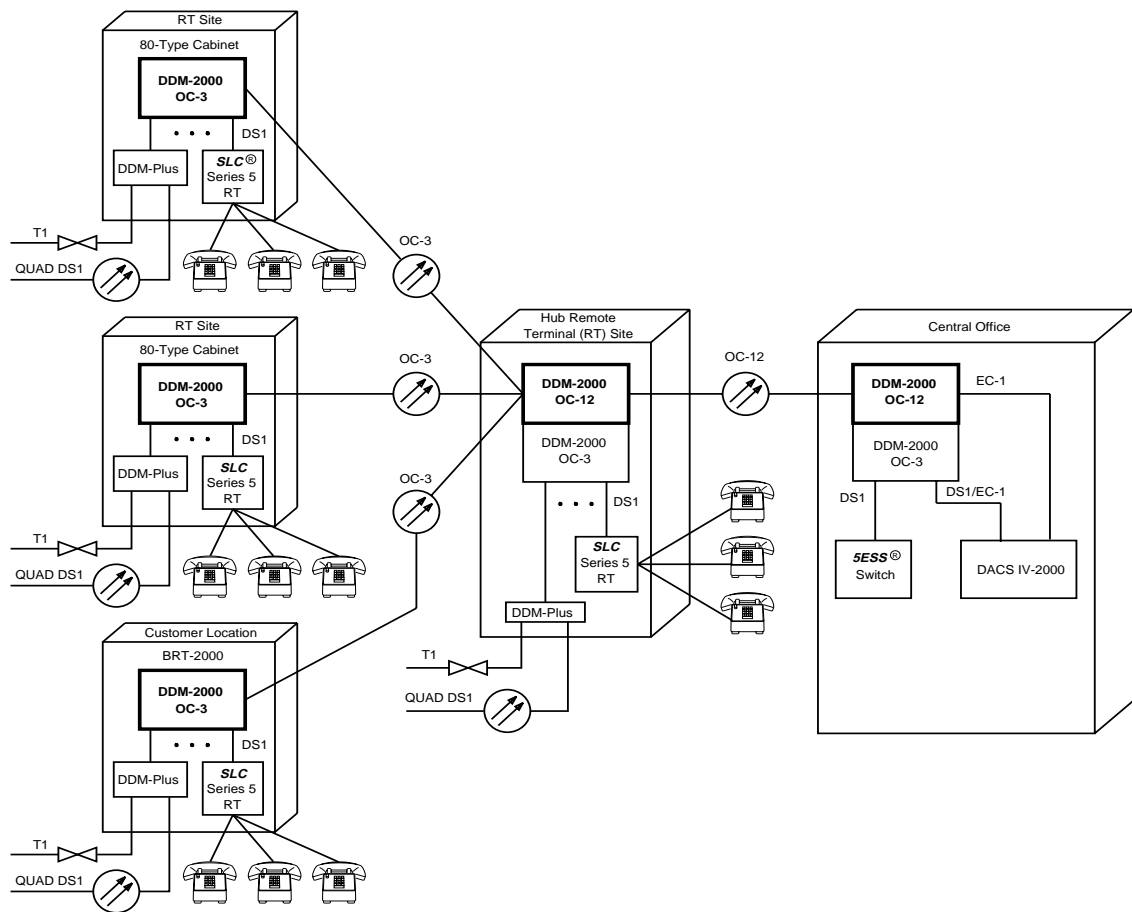 RT Site
80-Type Cabinet
DDM-2000
OC-3
DS1
DDM-Plus
SLC®
Series 5
RT
T1
QUAD DS1
OC-3
RT Site
80-Type Cabinet
DDM-2000
OC-3
DS1
DDM-Plus
SLC
Series 5
RT
T1
QUAD DS1
OC-3
Customer Location
BRT-2000
DDM-2000
OC-3
DS1
DDM-Plus
SLC
Series 5
RT
T1
QUAD DS1
OC-3
Hub Remote
Terminal (RT) Site
DDM-2000
OC-12
DDM-2000
OC-3
DS1
SLC
Series 5
RT
DDM-Plus
T1
QUAD DS1
OC-12
Central Office
DDM-2000
OC-12
EC-1
DDM-2000
OC-3
DS1
DS1/EC-1
5ESS®
Switch
DACS IV-2000